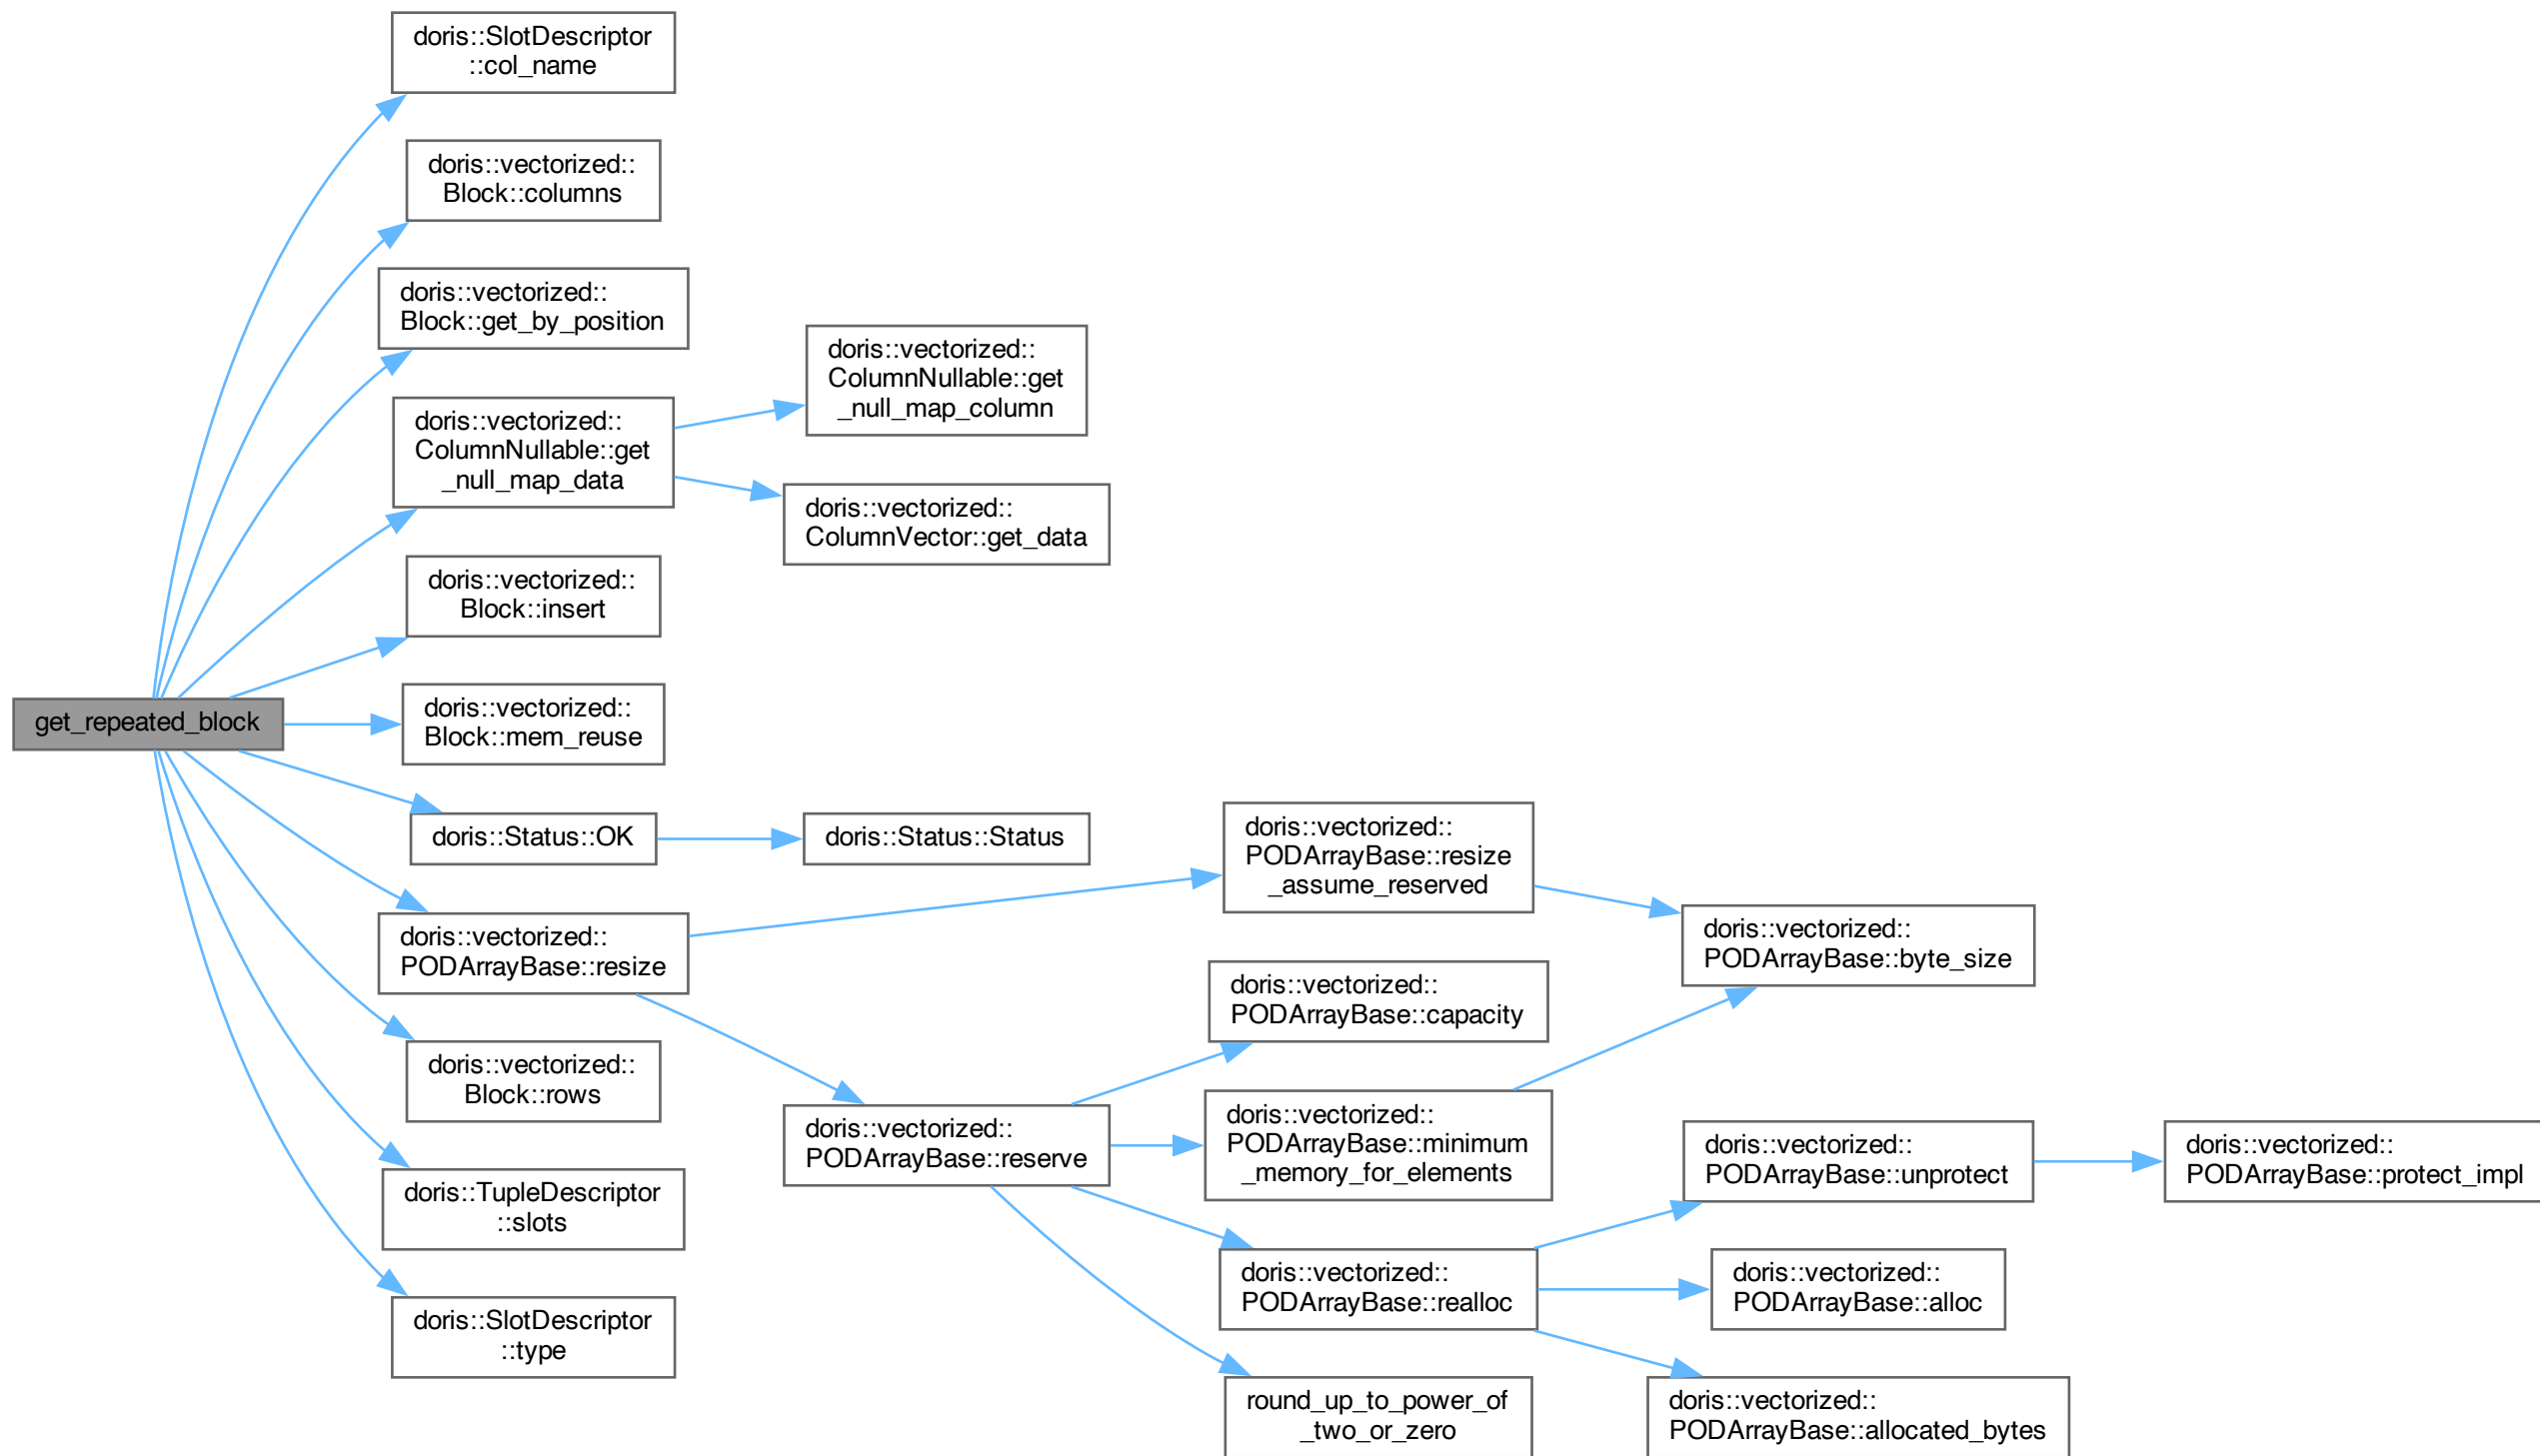 doris::SlotDescriptor
::col_name
doris::vectorized::
Block::columns
doris::vectorized::
Block::get_by_position
doris::vectorized::
ColumnNullable::get
_null_map_column
doris::vectorized::
ColumnNullable::get
_null_map_data
doris::vectorized::
ColumnVector::get_data
doris::vectorized::
Block::insert
get_repeated_block
doris::vectorized::
Block::mem_reuse
doris::Status::OK
doris::Status::Status
doris::vectorized::
PODArrayBase::resize
_assume_reserved
doris::vectorized::
PODArrayBase::resize
doris::vectorized::
PODArrayBase::byte_size
doris::vectorized::
PODArrayBase::capacity
doris::vectorized::
Block::rows
doris::vectorized::
PODArrayBase::reserve
doris::vectorized::
PODArrayBase::minimum
_memory_for_elements
doris::vectorized::
PODArrayBase::unprotect
doris::vectorized::
PODArrayBase::protect_impl
doris::TupleDescriptor
::slots
doris::vectorized::
PODArrayBase::realloc
doris::vectorized::
PODArrayBase::alloc
doris::SlotDescriptor
::type
round_up_to_power_of
_two_or_zero
doris::vectorized::
PODArrayBase::allocated_bytes